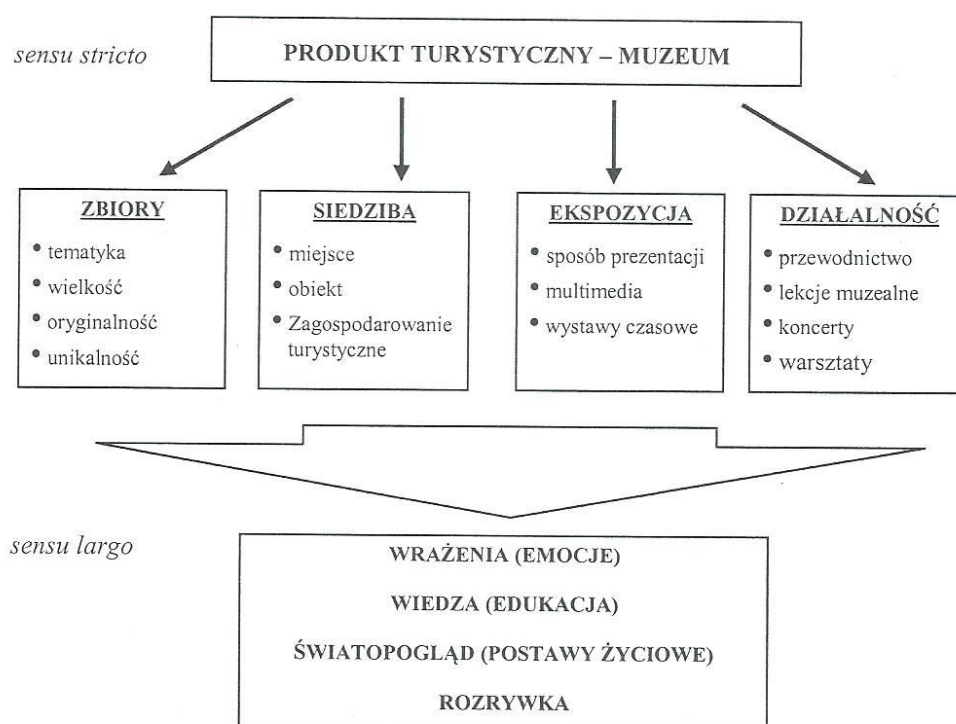 sensu stricto
PRODUKT TURYSTYCZNY – MUZEUM
ZBIORY
• tematyka
• wielkość
• oryginalność
• unikalność
SIEDZIBA
• miejsce
• obiekt
• Zagospodarowanie
turystyczne
EKSPOZYCJA
• sposób prezentacji
• multimedia
• wystawy czasowe
DZIAŁALNOŚĆ
• przewodnictwo
• lekcje muzealne
• koncerty
• warsztaty
sensu largo
WRAŻENIA (EMOCJE)
WIEDZA (EDUKACJA)
ŚWIATOPOGLĄD (POSTAWY ŻYCIOWE)
ROZRYWKA